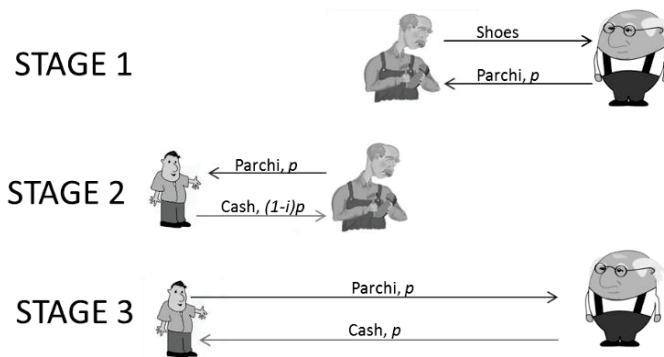 STAGE 1
Shoes
Parchi, p
STAGE 2
Parchi, p
Cash, (1-i)p
STAGE 3
Parchi, p
Cash, p